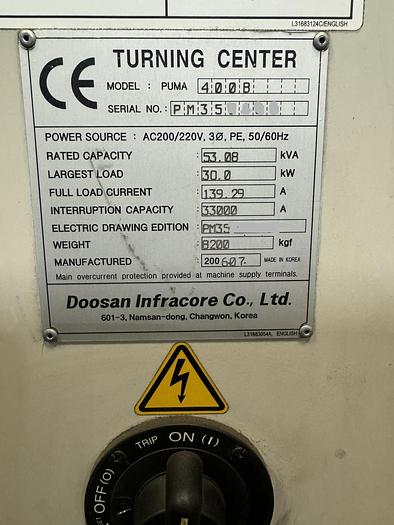 L31683124C/ENGLISH
CE TURNING CENTER
MODEL : PUMA 400B
SERIAL NO. : PM35
POWER SOURCE : AC200/220V, 3Ø, PE, 50/60Hz
RATED CAPACITY : 53.08 kVA
LARGEST LOAD : 30.0 kW
FULL LOAD CURRENT : 139.29 A
INTERRUPTION CAPACITY : 33000 A
ELECTRIC DRAWING EDITION : PM35
WEIGHT : 8200 kgf
MANUFACTURED : 200607. MADE IN KOREA
Main overcurrent protection provided at machine supply terminals.
Doosan Infracore Co., Ltd.
601-3, Namsan-dong, Changwon, Korea
L31683054A, ENGLISH
TRIP ON (I)
OFF(O)